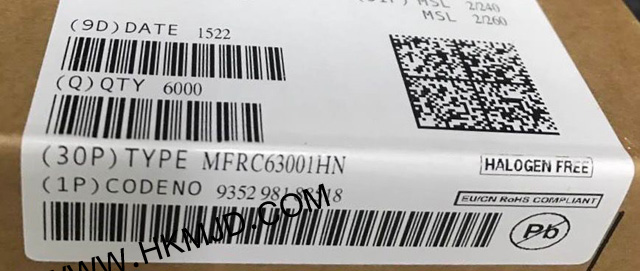 MSL 2/240
MSL 2/260
(9D)DATE 1522
(Q)QTY 6000
(30P)TYPE MFRC63001HN
HALOGEN FREE
(1P)CODENO
EU/CN RoHS COMPLIANT
Pb
WWW.HKMJD.COM